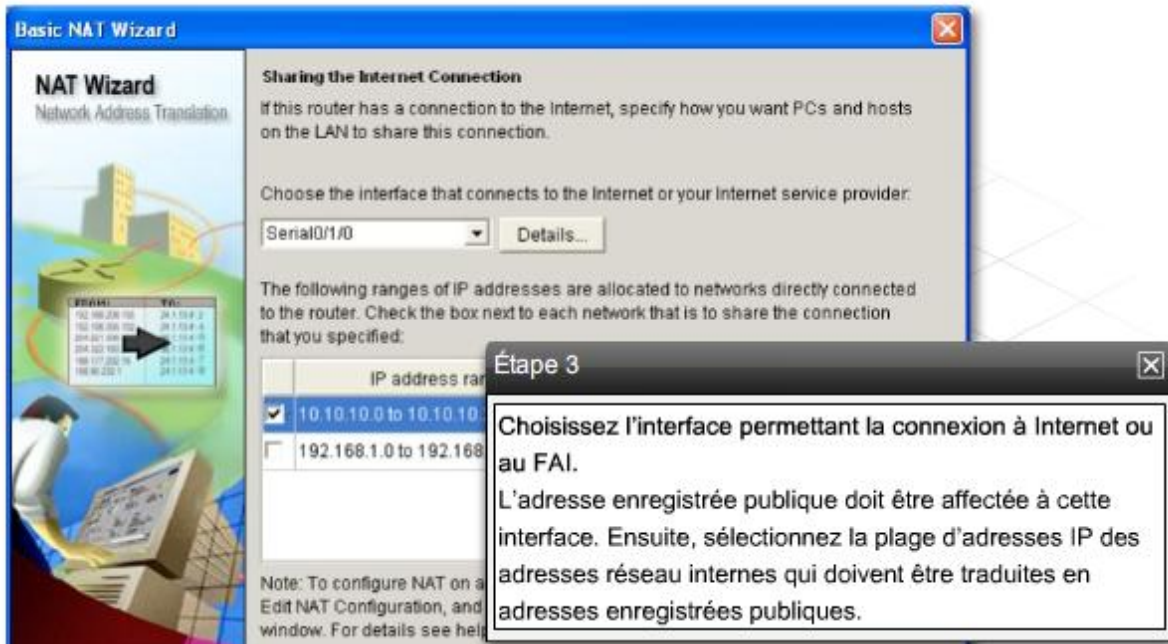 Basic NAT Wizard
NAT Wizard
Network Address Translation
FROM: TO:
Sharing the Internet Connection
If this router has a connection to the Internet, specify how you want PCs and hosts
on the LAN to share this connection.
Choose the interface that connects to the Internet or your Internet service provider:
Serial0/1/0
Details...
The following ranges of IP addresses are allocated to networks directly connected
to the router. Check the box next to each network that is to share the connection
that you specified:
IP address
10.10.10.0 to 10.10.10.
192.168.1.0 to 192.168
Note: To configure NAT on a
Edit NAT Configuration, and
window. For details see help
Étape 3
Choisissez l'interface permettant la connexion à Internet ou
au FAI.
L'adresse enregistrée publique doit être affectée à cette
interface. Ensuite, sélectionnez la plage d'adresses IP des
adresses réseau internes qui doivent être traduites en
adresses enregistrées publiques.